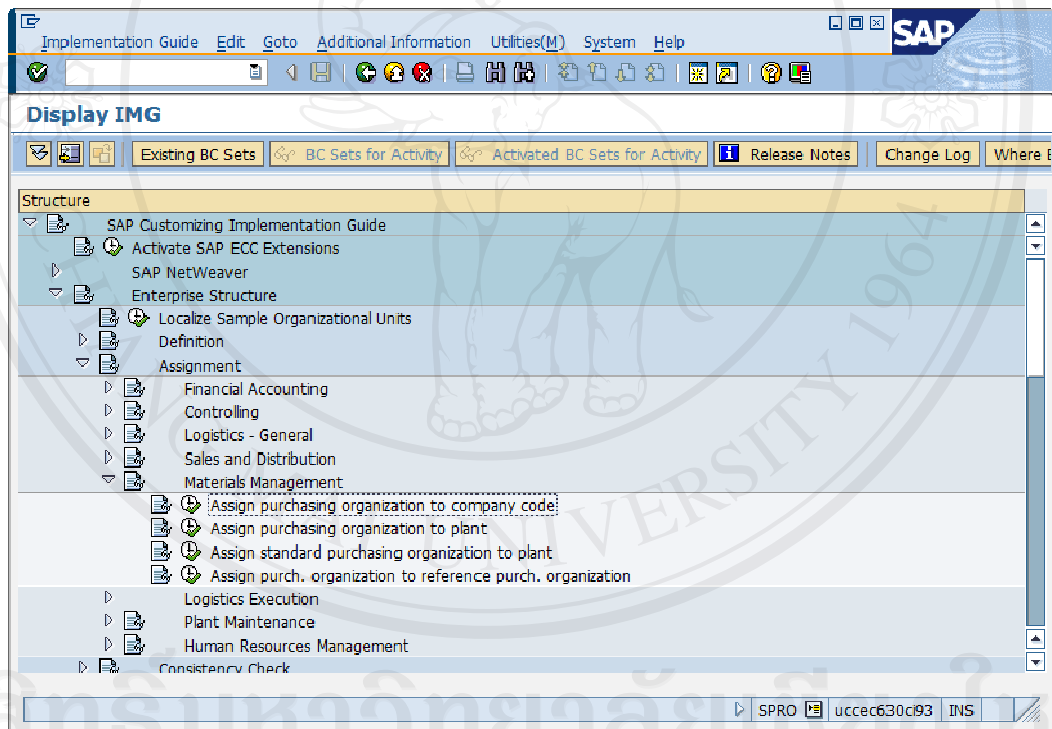 Implementation Guide Edit Goto Additional Information Utilities(M) System Help
SAP
Display IMG
Existing BC Sets BC Sets for Activity Activated BC Sets for Activity Release Notes Change Log Where
Structure
SAP Customizing Implementation Guide
Activate SAP ECC Extensions
SAP NetWeaver
Enterprise Structure
Localize Sample Organizational Units
Definition
Assignment
Financial Accounting
Controlling
Logistics - General
Sales and Distribution
Materials Management
Assign purchasing organization to company code
Assign purchasing organization to plant
Assign standard purchasing organization to plant
Assign purch. organization to reference purch. organization
Logistics Execution
Plant Maintenance
Human Resources Management
Consistency Check
SPRO uccec630ci93 INS
UNIVERSITY 1964